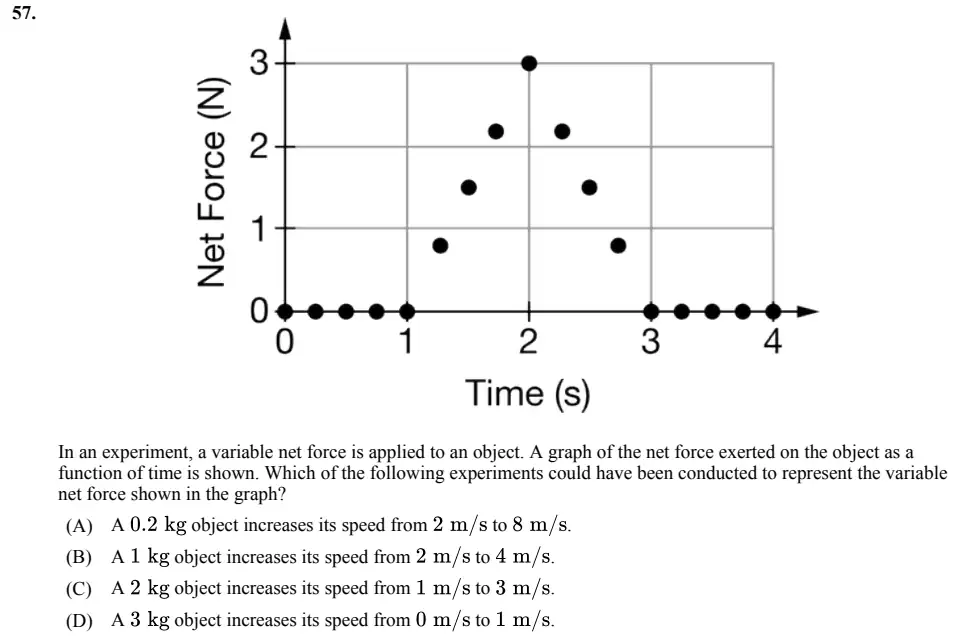 57.
3
2
1
0
Net Force (N)
0 1 2 3 4
Time (s)
In an experiment, a variable net force is applied to an object. A graph of the net force exerted on the object as a
function of time is shown. Which of the following experiments could have been conducted to represent the variable
net force shown in the graph?
(A) A 0.2 kg object increases its speed from 2 m/s to 8 m/s.
(B) A 1 kg object increases its speed from 2 m/s to 4 m/s.
(C) A 2 kg object increases its speed from 1 m/s to 3 m/s.
(D) A 3 kg object increases its speed from 0 m/s to 1 m/s.